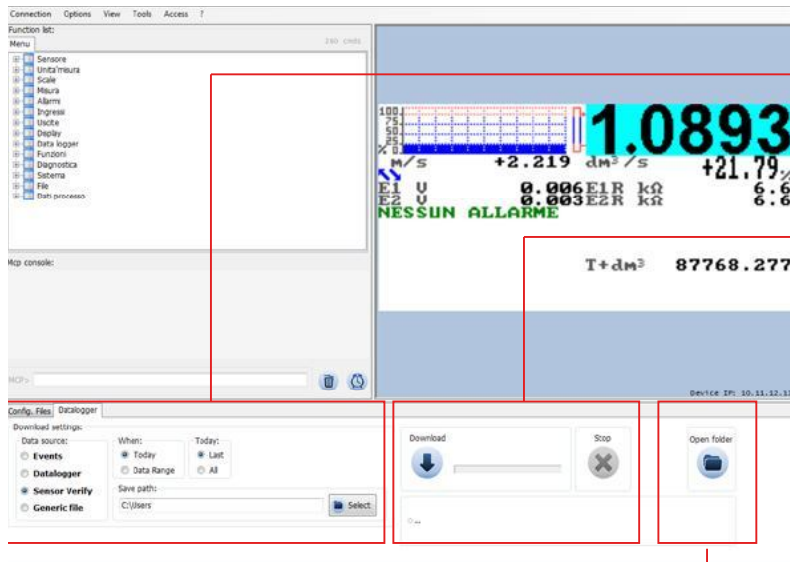 Connection Options View Tools Access ?
Function list:
Menu
Sensore
Unita'misura
Scale
Misura
Allarmi
Ingressi
Uscite
Display
Data logger
Funzioni
Diagnostica
Sistema
File
Dati processo
Mcp console:
MCP>
100
75
50
25
% 0
1.0893
m/s +2.219 dm³/s +21.79%
E1 V 0.006 E1R kΩ 6.6
E2 V 0.003 E2R kΩ 6.6
NESSUN ALLARME
T+dm³ 87768.277
Device IP: 10.11.12.1
Config. Files Datalogger
Download settings:
Data source:
Events
Datalogger
Sensor Verify
Generic file
When:
Today
Data Range
Today:
Last
All
Save path:
C:\Users
Select
Download
Stop
Open folder
..